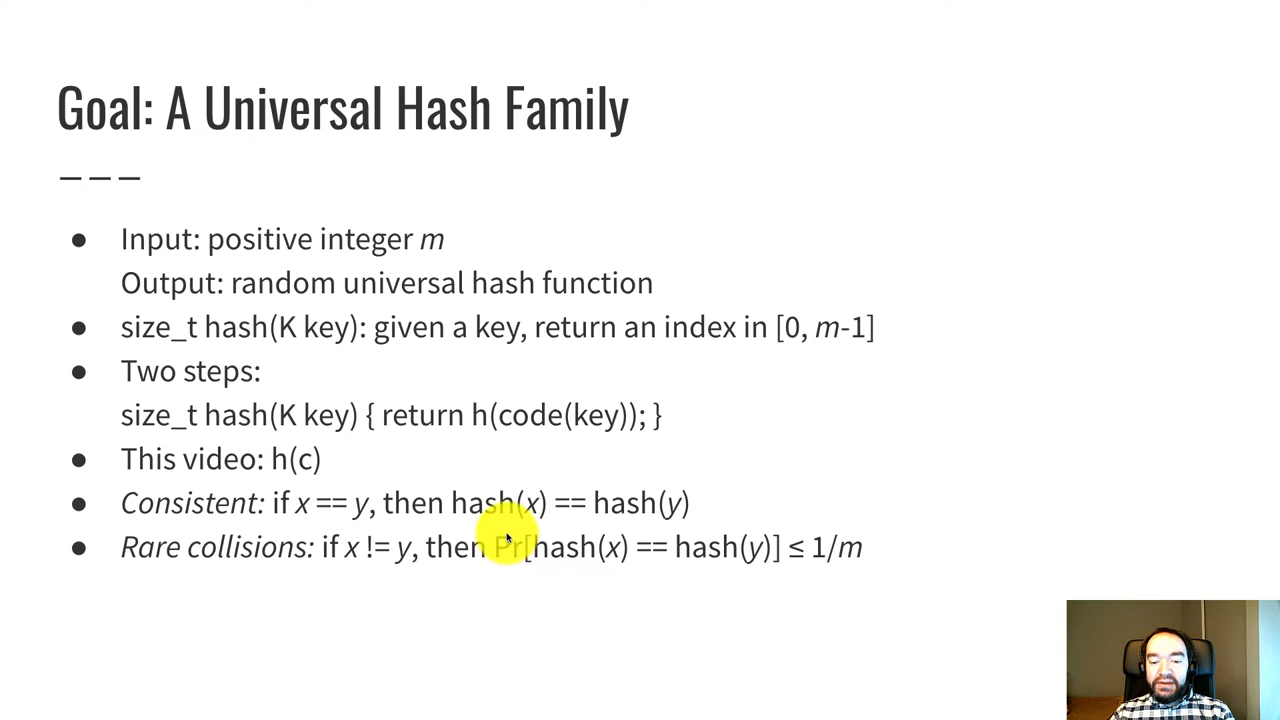 Goal: A Universal Hash Family
● Input: positive integer m
Output: random universal hash function
● size_t hash(K key): given a key, return an index in [0, m-1]
● Two steps:
size_t hash(K key) { return h(code(key)); }
● This video: h(c)
● Consistent: if x == y, then hash(x) == hash(y)
● Rare collisions: if x != y, then Pr[hash(x) == hash(y)] ≤ 1/m